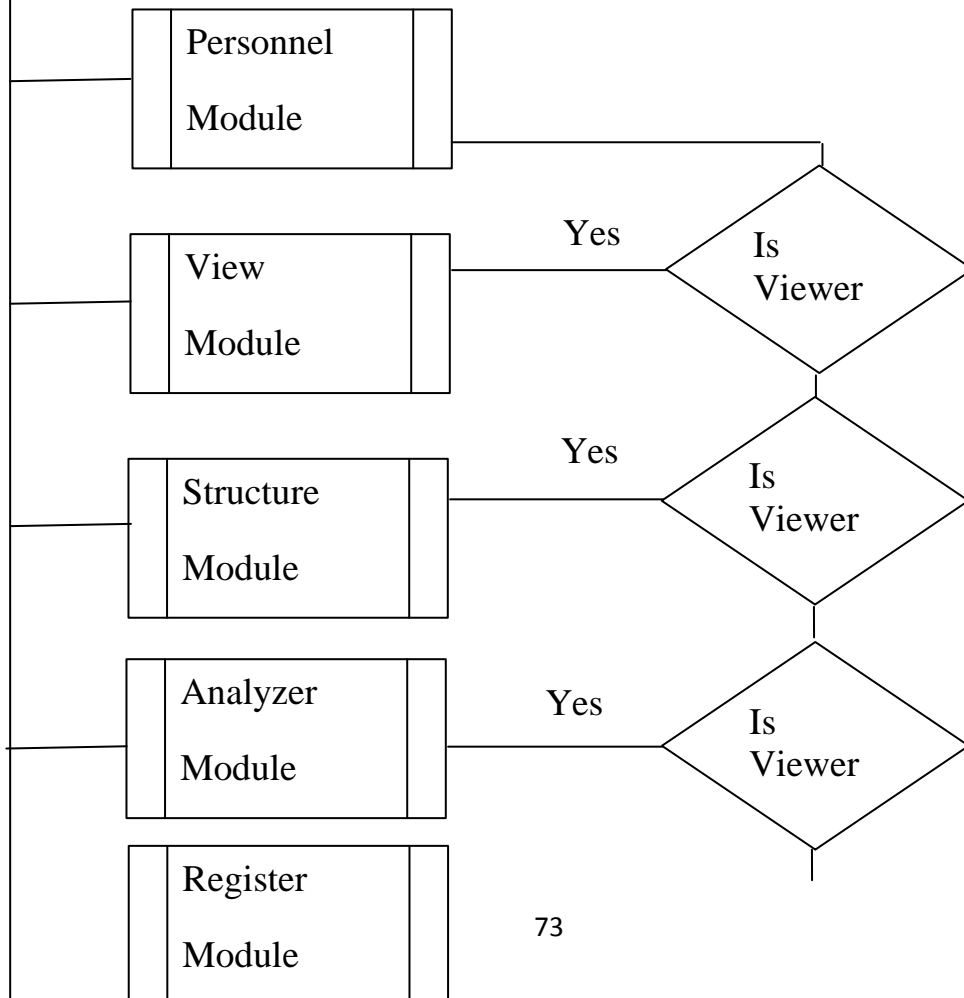 Personnel
Module
Yes
Is
Viewer
View
Module
Yes
Is
Viewer
Structure
Module
Yes
Is
Viewer
Analyzer
Module
Register
Module
73